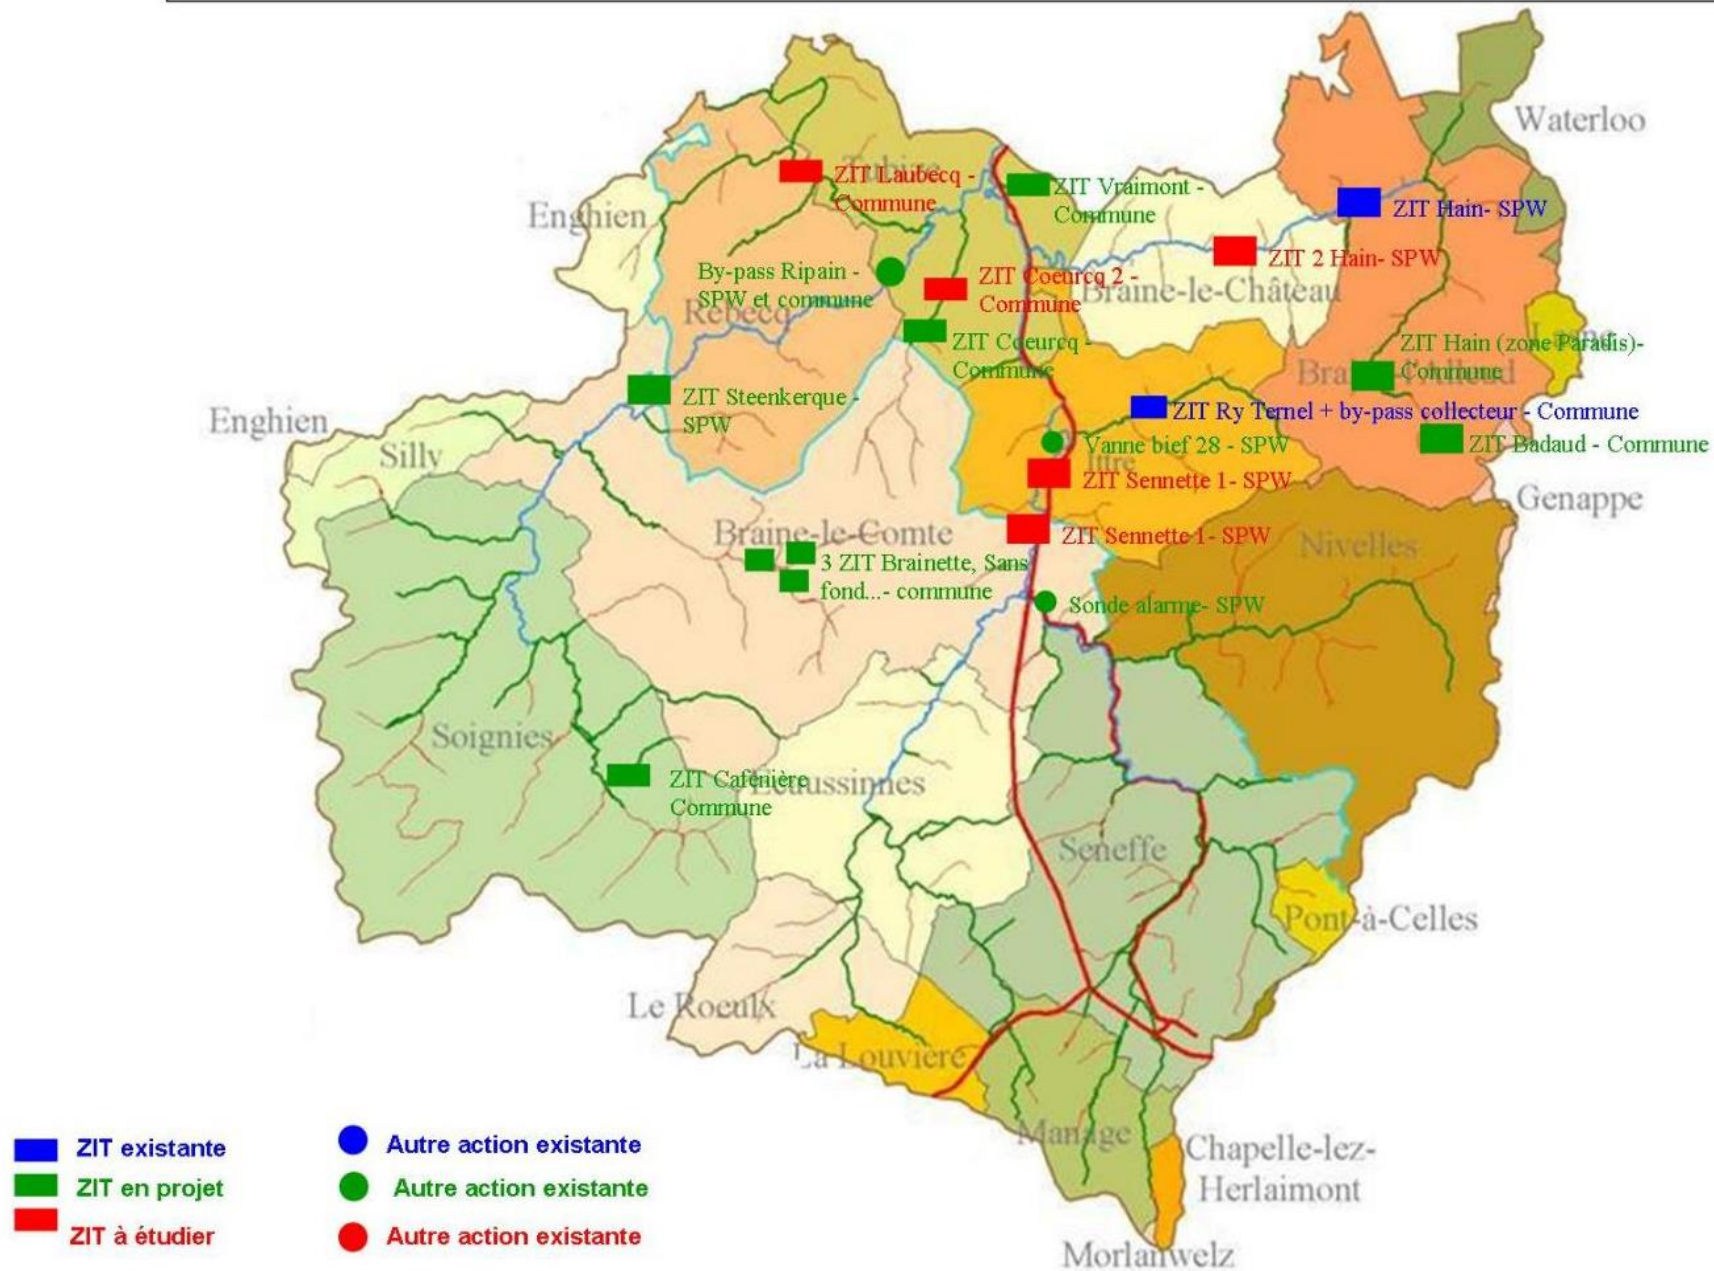 Waterloo
Tubize
ZIT Laubecq -
Commune
ZIT Vraimont -
Commune
Enghien
ZIT Hain- SPW
By-pass Ripain -
SPW et commune
ZIT Coeurcq 2 -
Commune
ZIT 2 Hain- SPW
Braine-le-Château
Rebecq
ZIT Coeurcq -
Commune
Lasne
ZIT Hain (zone Paradis)-
Commune
Braine-l'Alleud
ZIT Steenkerque -
SPW
Enghien
ZIT Ry Ternel + by-pass collecteur - Commune
Silly
Vanne bief 28 - SPW
ZIT Badaud - Commune
Ittre
ZIT Sennette 1- SPW
Genappe
Braine-le-Comte
ZIT Sennette 1- SPW
Nivelles
3 ZIT Brainette, Sans
fond...- commune
Sonde alarme- SPW
Soignies
ZIT Cafenière
Commune
Ecaussinnes
Seneffe
Pont-à-Celles
Le Roeulx
La Louvière
Manage
Chapelle-lez-
Herlaimont
Morlanwelz
ZIT existante
Autre action existante
ZIT en projet
Autre action existante
ZIT à étudier
Autre action existante